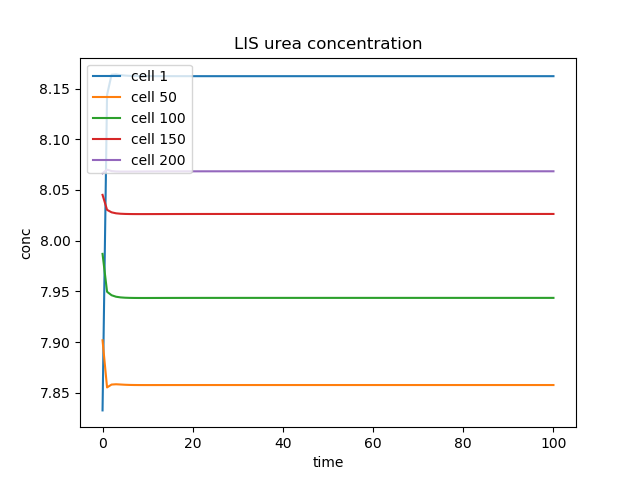 LIS urea concentration
cell 1
cell 50
cell 100
cell 150
cell 200
conc
8.15
8.10
8.05
8.00
7.95
7.90
7.85
0 20 40 60 80 100
time